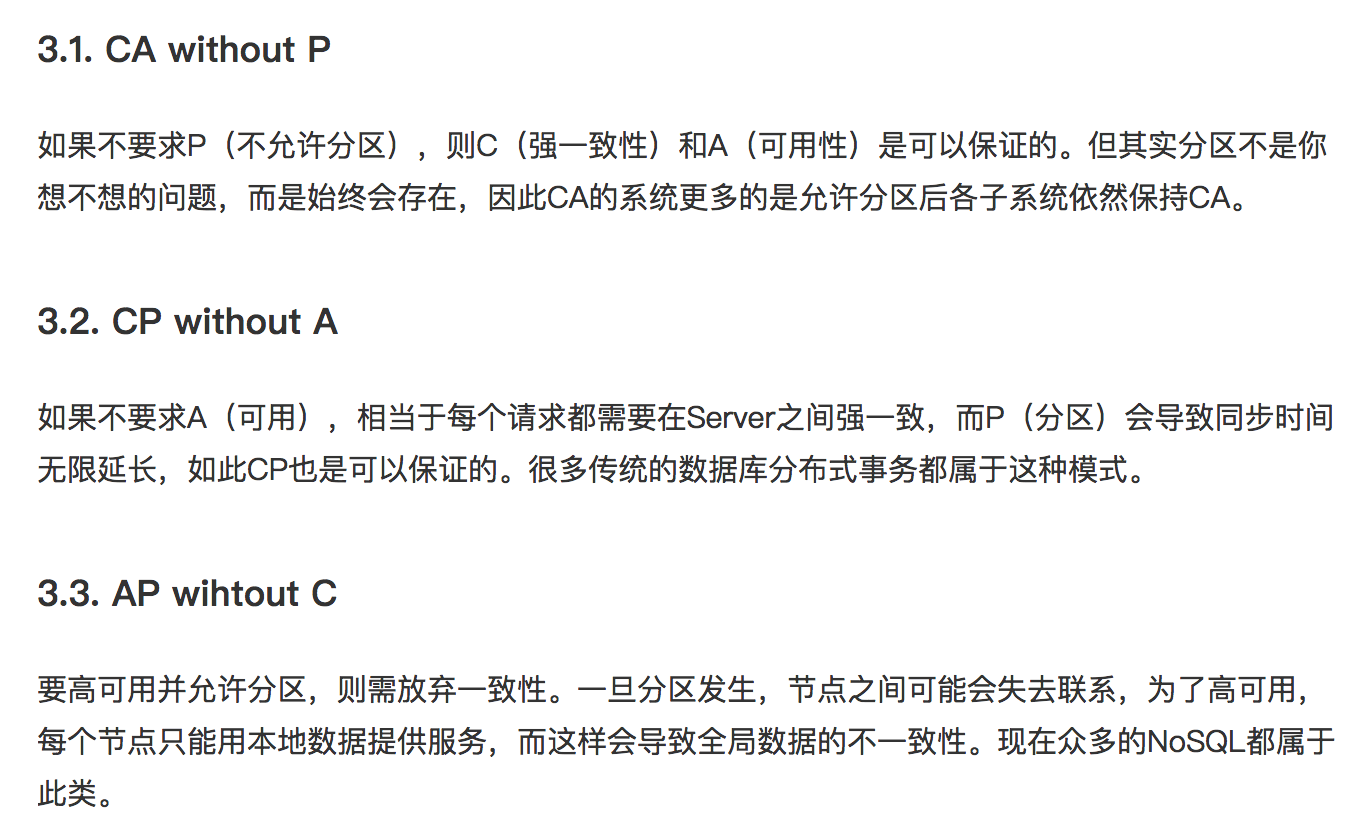 3.1. CA without P
如果不要求P（不允许分区），则C（强一致性）和A（可用性）是可以保证的。但其实分区不是你
想不想的问题，而是始终会存在，因此CA的系统更多的是允许分区后各子系统依然保持CA。
3.2. CP without A
如果不要求A（可用），相当于每个请求都需要在Server之间强一致，而P（分区）会导致同步时间
无限延长，如此CP也是可以保证的。很多传统的数据库分布式事务都属于这种模式。
3.3. AP wihtout C
要高可用并允许分区，则需放弃一致性。一旦分区发生，节点之间可能会失去联系，为了高可用，
每个节点只能用本地数据提供服务，而这样会导致全局数据的不一致性。现在众多的NoSQL都属于
此类。